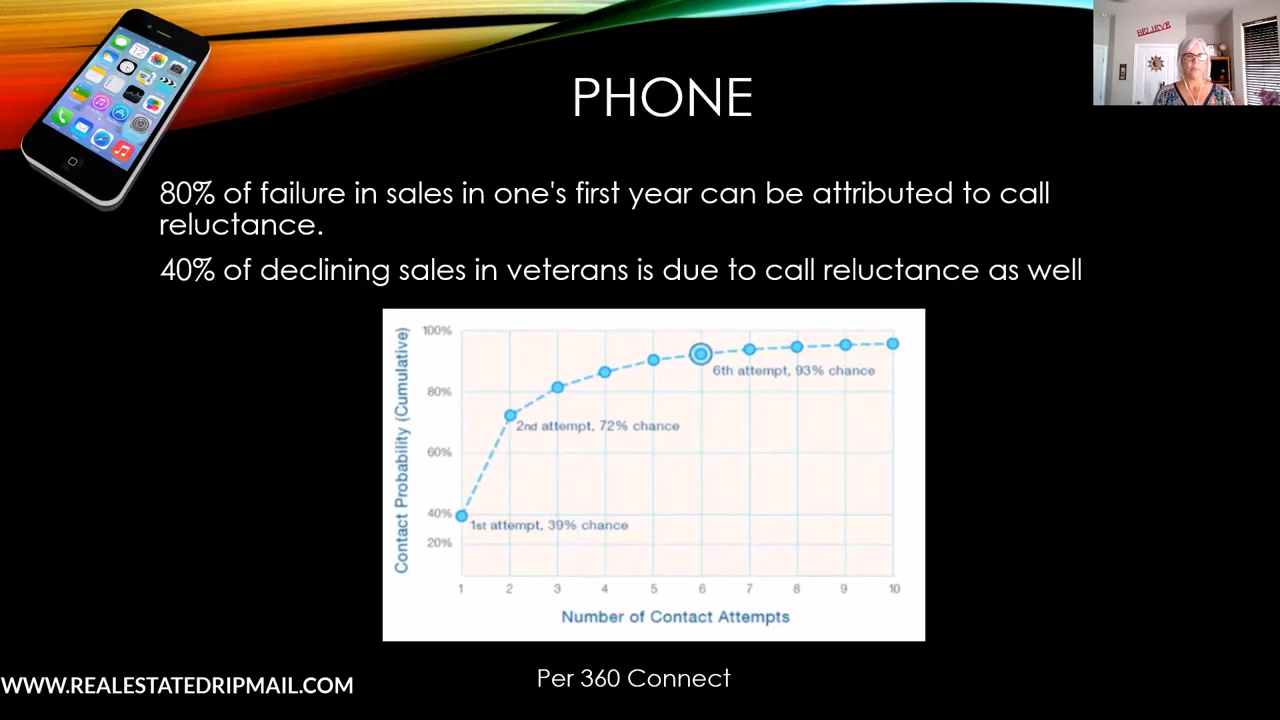 BELIEVE
PHONE
80% of failure in sales in one's first year can be attributed to call
reluctance.
40% of declining sales in veterans is due to call reluctance as well
Contact Probability (Cumulative)
100%
80%
60%
40%
20%
6th attempt, 93% chance
2nd attempt, 72% chance
1st attempt, 39% chance
1 2 3 4 5 6 7 8 9 10
Number of Contact Attempts
Per 360 Connect
WWW.REALESTATEDRIPMAIL.COM